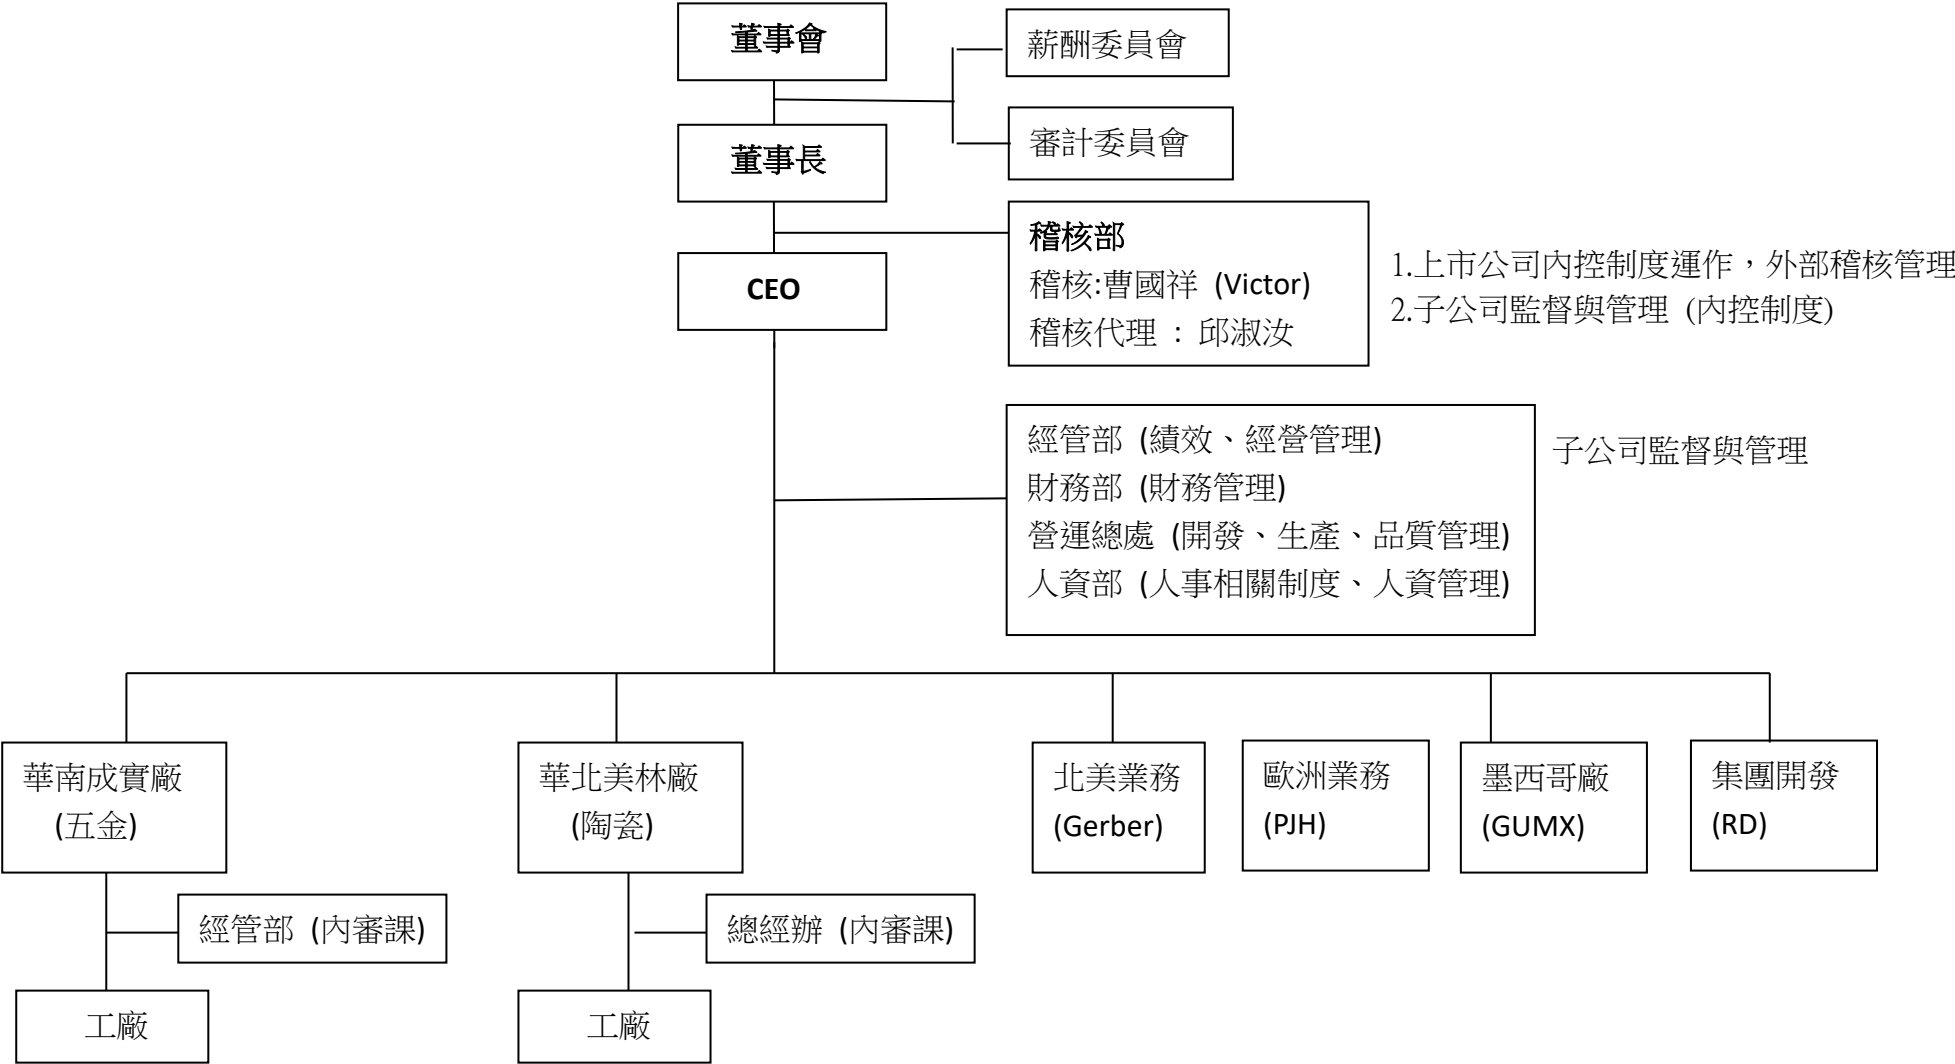 董事會
薪酬委員會
審計委員會
董事長
稽核部
稽核:曹國祥 (Victor)
稽核代理 : 邱淑汝
1.上市公司內控制度運作，外部稽核管理
2.子公司監督與管理 (內控制度)
CEO
經管部 (績效、經營管理)
財務部 (財務管理)
營運總處 (開發、生產、品質管理)
人資部 (人事相關制度、人資管理)
子公司監督與管理
華南成實廠
(五金)
華北美林廠
(陶瓷)
北美業務
(Gerber)
歐洲業務
(PJH)
墨西哥廠
(GUMX)
集團開發
(RD)
經管部 (內審課)
總經辦 (內審課)
工廠
工廠